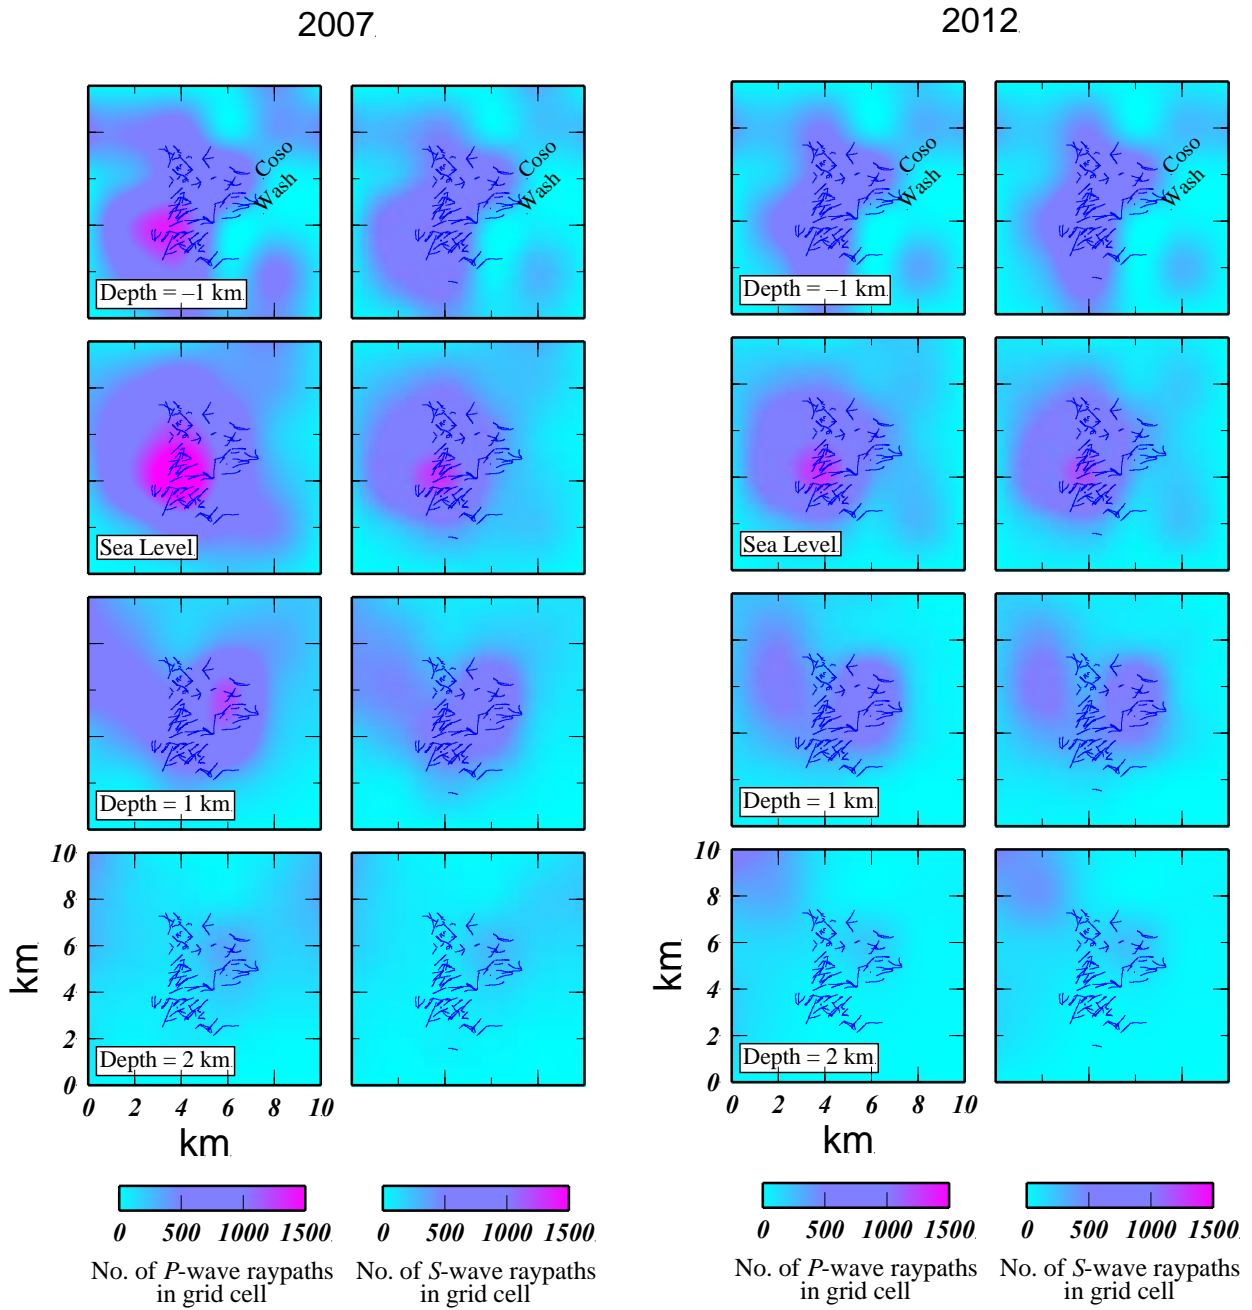 2007
2012
Coso
Wash
Coso
Wash
Coso
Wash
Coso
Wash
Depth = –1 km
Depth = –1 km
Sea Level
Sea Level
Depth = 1 km
Depth = 1 km
10
8
6
4
2
0
km
Depth = 2 km
0 2 4 6 8 10
km
10
8
6
4
2
0
km
Depth = 2 km
0 2 4 6 8 10
km
0 500 1000 1500
No. of P-wave raypaths
in grid cell
0 500 1000 1500
No. of S-wave raypaths
in grid cell
0 500 1000 1500
No. of P-wave raypaths
in grid cell
0 500 1000 1500
No. of S-wave raypaths
in grid cell